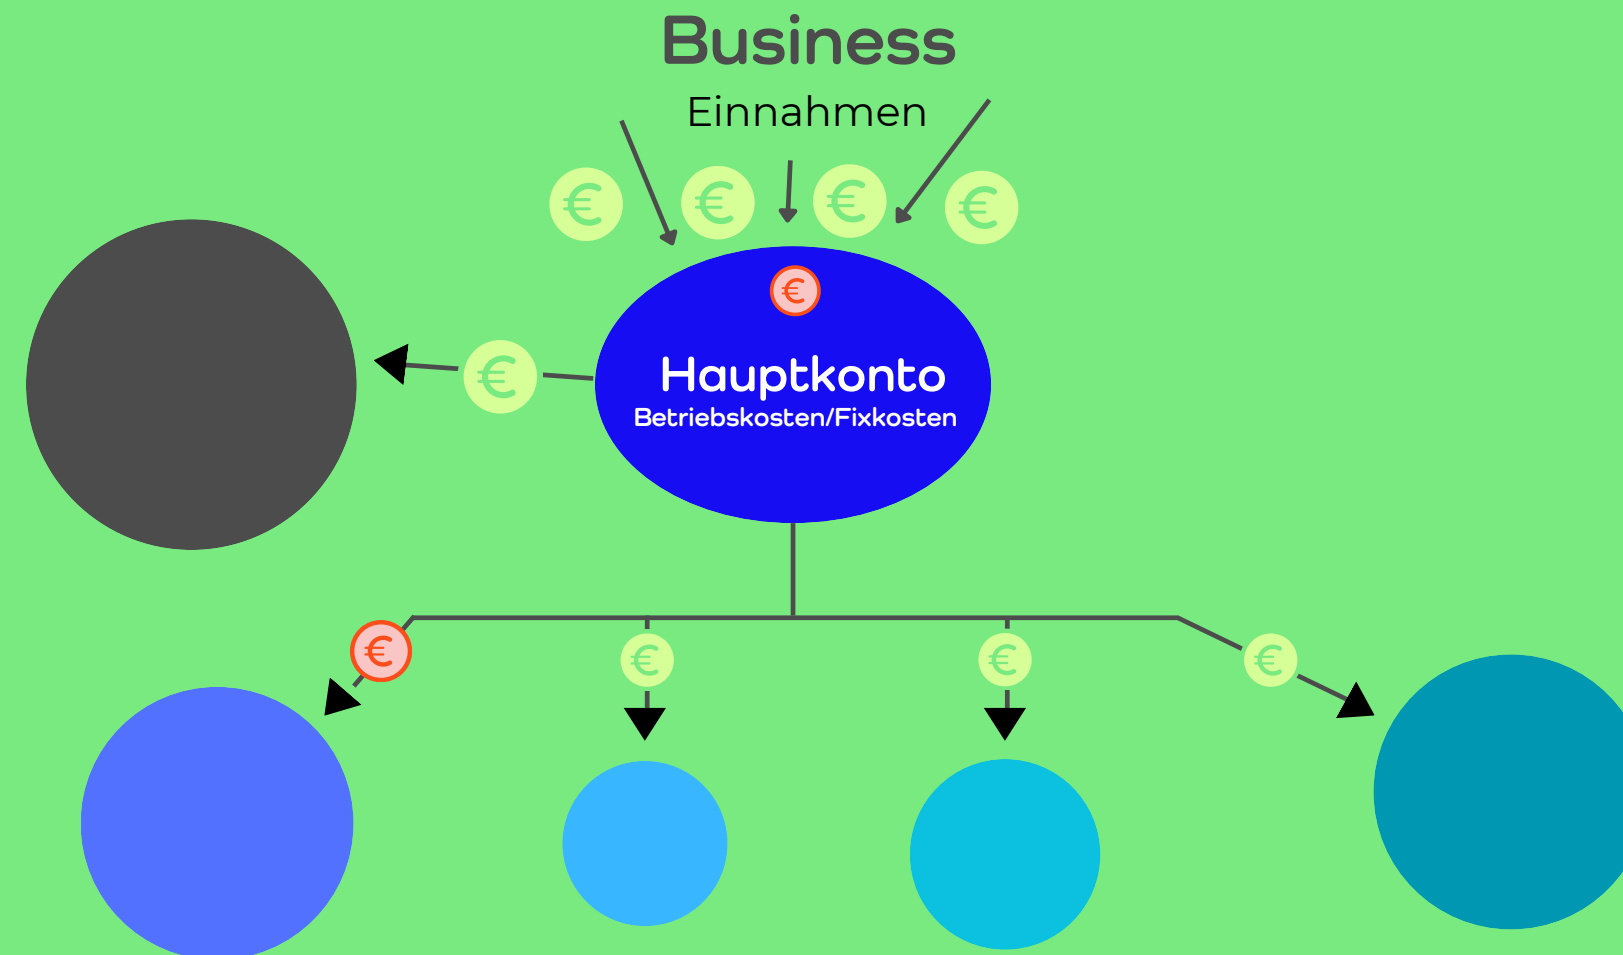 Business
Einnahmen
€ € € €
€
Hauptkonto
€
Betriebskosten/Fixkosten
€ € € €